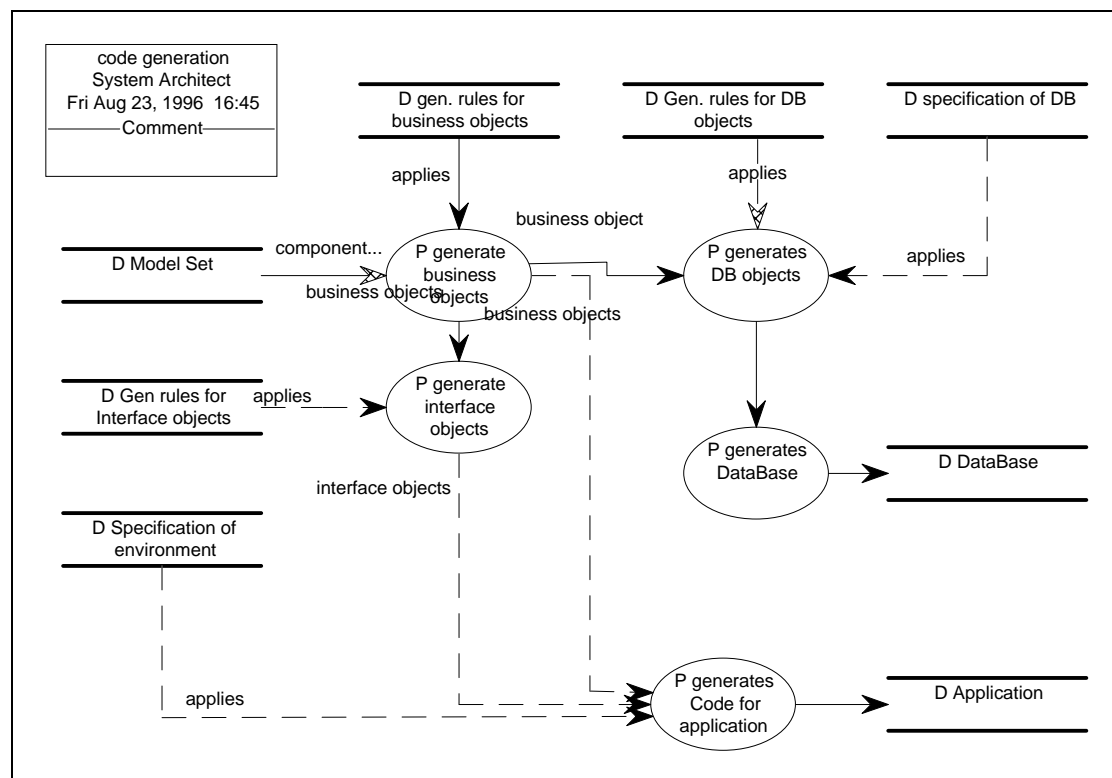 code generation
System Architect
Fri Aug 23, 1996  16:45
Comment
D gen. rules for
business objects
D Gen. rules for DB
objects
D specification of DB
applies
applies
business object
applies
D Model Set
component...
business objects
P generate
business
objects
business objects
P generates
DB objects
D Gen rules for
Interface objects
applies
P generate
interface
objects
P generates
DataBase
D DataBase
interface objects
D Specification of
environment
applies
P generates
Code for
application
D Application